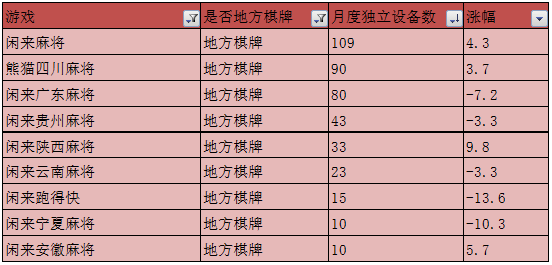 游戏 是否地方棋牌 月度独立设备数 涨幅
闲来麻将 地方棋牌 109 4.3
熊猫四川麻将 地方棋牌 90 3.7
闲来广东麻将 地方棋牌 80 -7.2
闲来贵州麻将 地方棋牌 43 -3.3
闲来陕西麻将 地方棋牌 33 9.8
闲来云南麻将 地方棋牌 23 -3.3
闲来跑得快 地方棋牌 15 -13.6
闲来宁夏麻将 地方棋牌 10 -10.3
闲来安徽麻将 地方棋牌 10 5.7